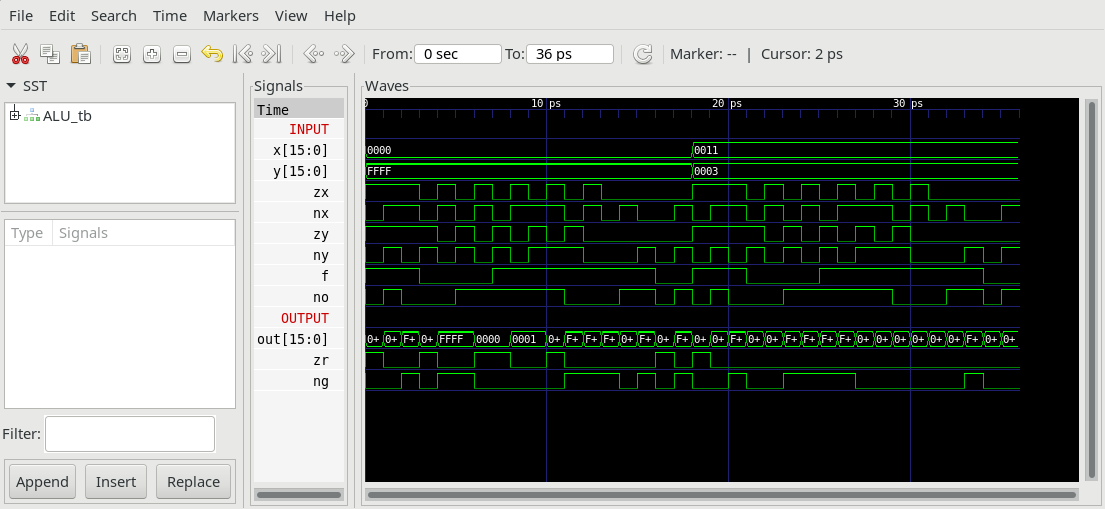 File Edit Search Time Markers View Help
From: 0 sec To: 36 ps Marker: -- | Cursor: 2 ps
SST
ALU_tb
Type Signals
Filter:
Append Insert Replace
Signals
Time
INPUT
x[15:0]
y[15:0]
zx
nx
zy
ny
f
no
OUTPUT
out[15:0]
zr
ng
Waves
0 10 ps 20 ps 30 ps
0000 0011
FFFF 0003
0+ 0+ F+ 0+ FFFF 0000 0001 0+ F+ F+ F+ 0+ F+ 0+ F+ 0+ 0+ F+ 0+ 0+ F+ F+ F+ F+ 0+ 0+ 0+ 0+ 0+ 0+ F+ 0+ 0+